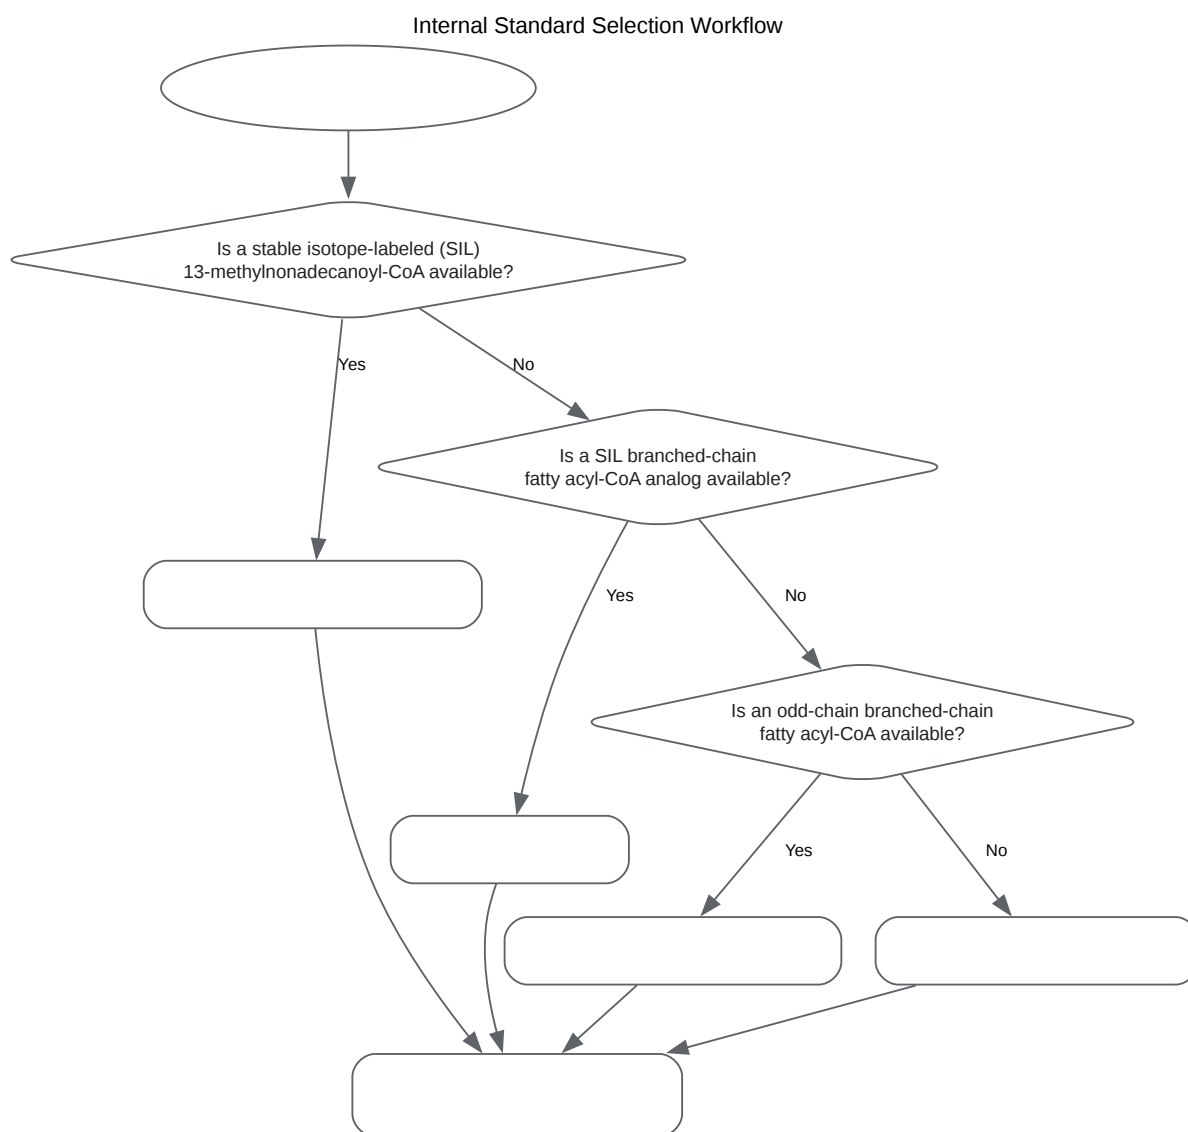 Internal Standard Selection Workflow
Is a stable isotope-labeled (SIL)
13-methylnonadecanoyl-CoA available?
Yes
No
Is a SIL branched-chain
fatty acyl-CoA analog available?
Yes
No
Is an odd-chain branched-chain
fatty acyl-CoA available?
Yes
No